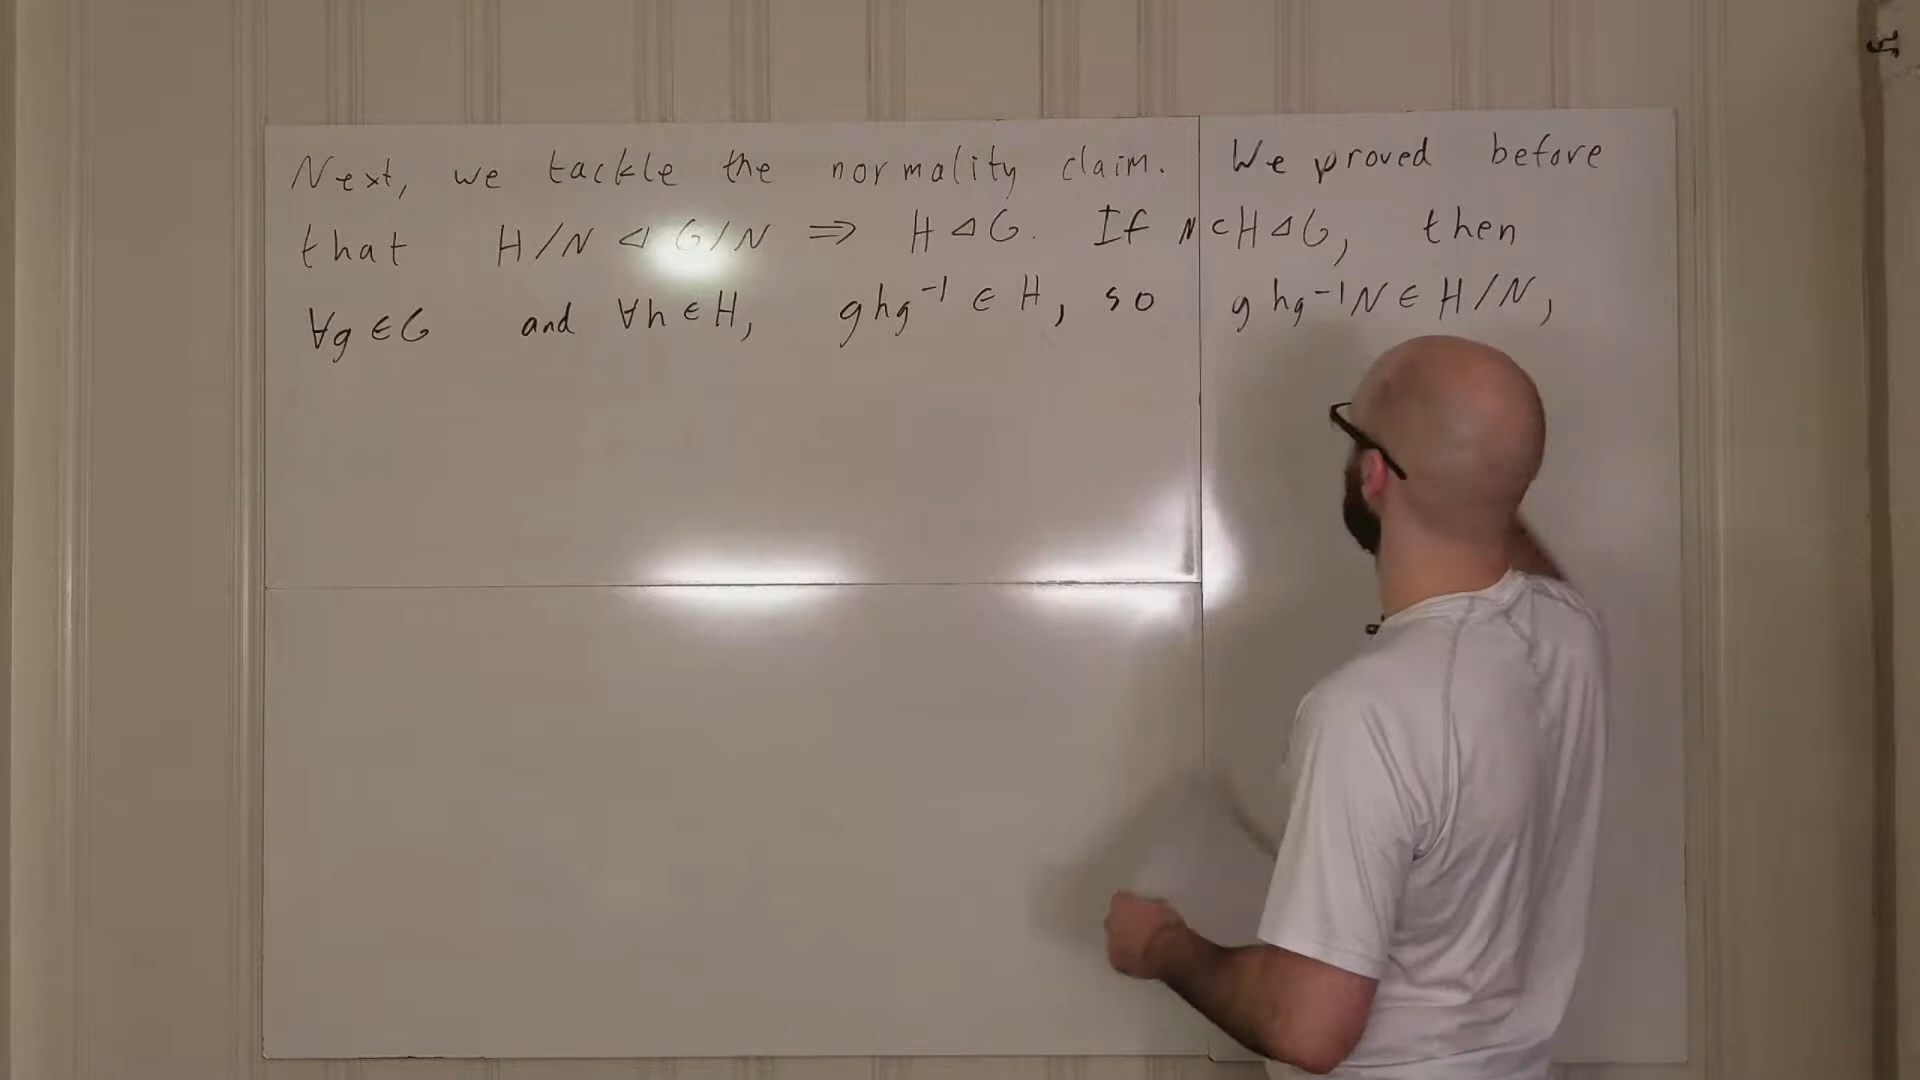 Next, we tackle the normality claim. We proved before
that H/N ⊲ G/N ⇒ H⊲G. If N⊂H⊲G, then
∀g∈G and ∀h∈H, ghg⁻¹ ∈ H, so ghg⁻¹N ∈ H/N,